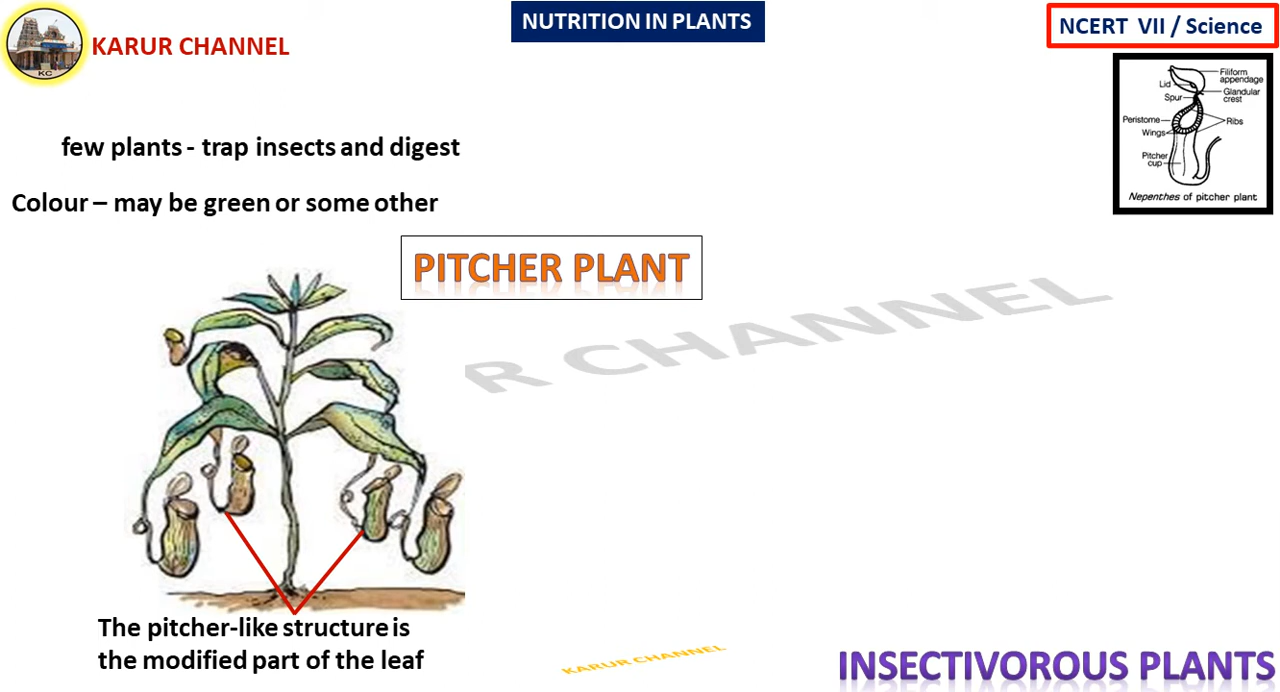 NUTRITION IN PLANTS
NCERT VII / Science
KARUR CHANNEL
KC
Filiform
appendage
Lid
Glandular
crest
Spur
Peristome
Ribs
Wings
Pitcher
cup
Nepenthes of pitcher plant
few plants - trap insects and digest
Colour – may be green or some other
PITCHER PLANT
R CHANNEL
The pitcher-like structure is
the modified part of the leaf
KARUR CHANNEL
INSECTIVOROUS PLANTS